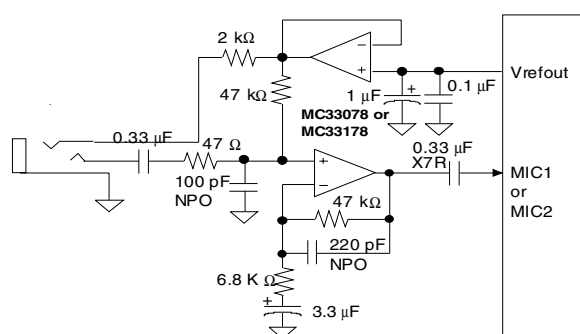 2 kΩ
−
+
47 kΩ
1 μF
+
0.1 μF
Vrefout
MC33078 or
MC33178
0.33 μF
47 Ω
100 pF
NPO
+
−
0.33 μF
X7R
MIC1
or
MIC2
47 kΩ
220 pF
NPO
6.8 K Ω
+
3.3 μF